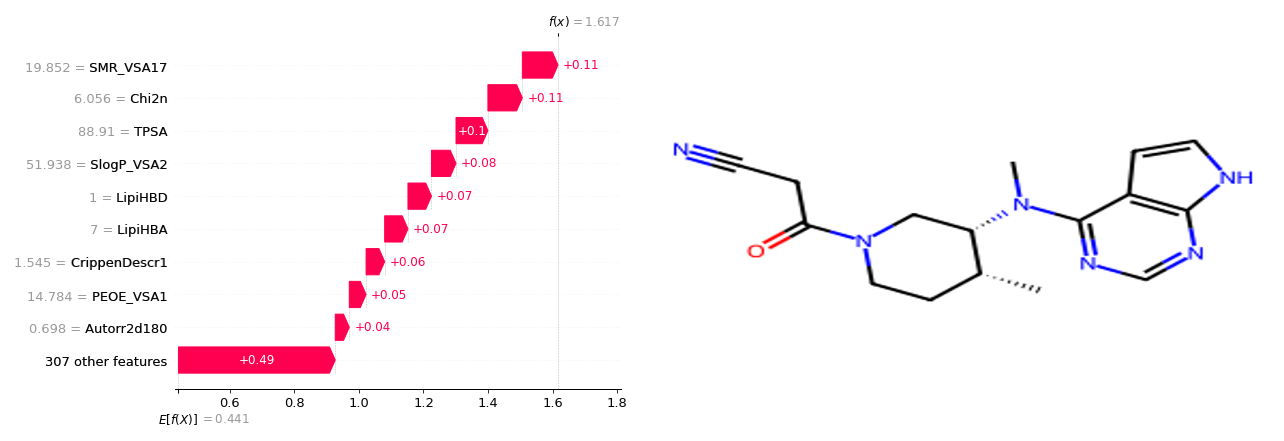 f(x) = 1.617
19.852 = SMR_VSA17 +0.11
6.056 = Chi2n +0.11
88.91 = TPSA +0.1
51.938 = SlogP_VSA2 +0.08
1 = LipiHBD +0.07
7 = LipiHBA +0.07
1.545 = CrippenDescr1 +0.06
14.784 = PEOE_VSA1 +0.05
0.698 = Autorr2d180 +0.04
307 other features +0.49
0.6 0.8 1.0 1.2 1.4 1.6 1.8
E[f(X)] = 0.441
N
N
NH
N
O
N
N